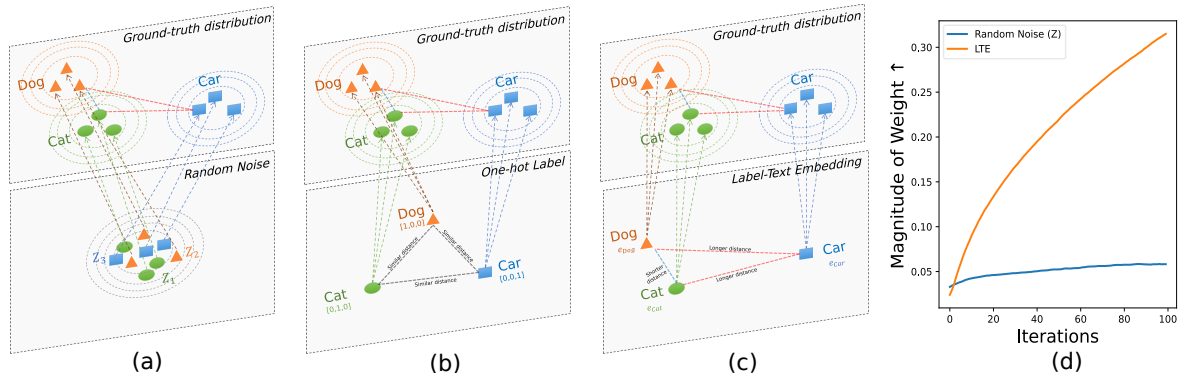 Ground-truth distribution
Dog
Car
Cat
Random Noise
Z3
Z2
Z1
(a)
Ground-truth distribution
Dog
Car
Cat
One-hot Label
Dog
[1,0,0]
Similar distance
Similar distance
Car
[0,0,1]
Similar distance
Cat
[0,1,0]
(b)
Ground-truth distribution
Dog
Car
Cat
Label-Text Embedding
Dog
eDog
Longer distance
Car
eCar
Shorter distance
Longer distance
Cat
eCat
(c)
Random Noise (Z)
LTE
Magnitude of Weight ↑
0.30
0.25
0.20
0.15
0.10
0.05
0 20 40 60 80 100
Iterations
(d)